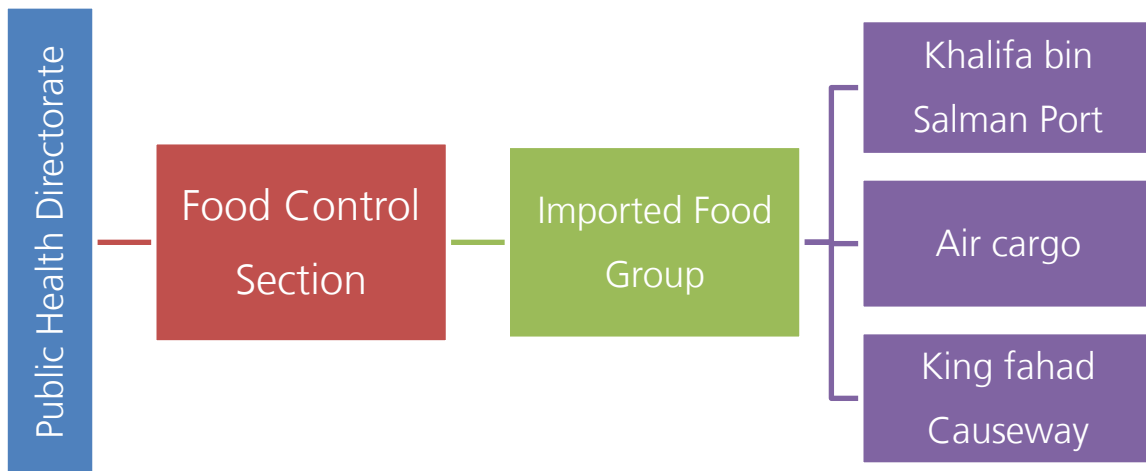 Public Health Directorate
Food Control
Section
Imported Food
Group
Khalifa bin
Salman Port
Air cargo
King fahad
Causeway